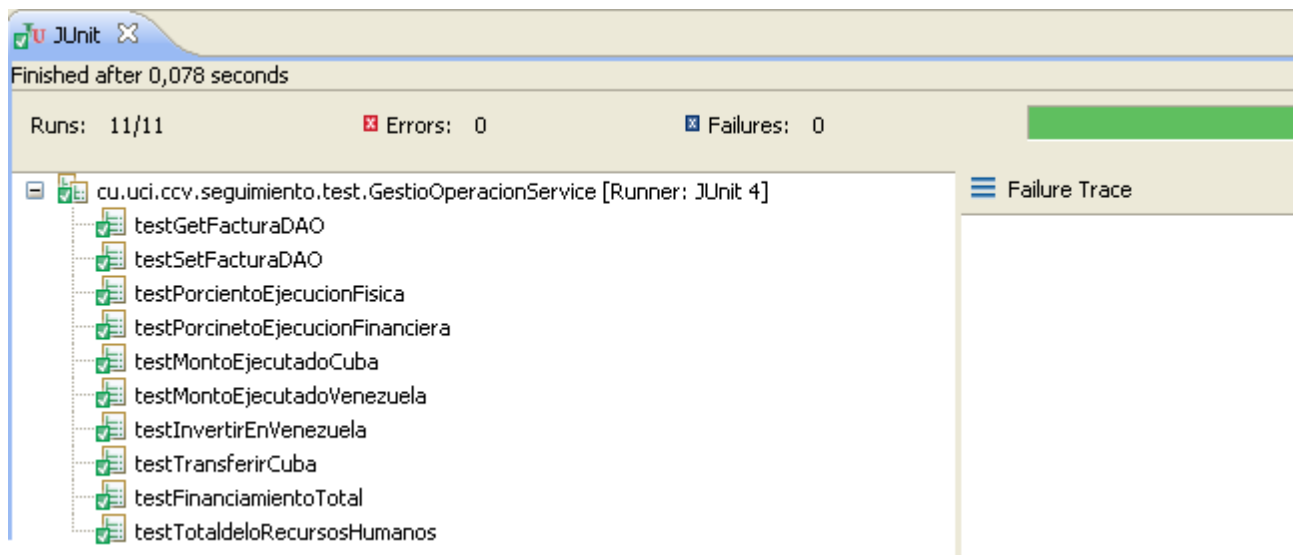 JUnit
Finished after 0,078 seconds
Runs: 11/11 Errors: 0 Failures: 0
cu.uci.ccv.seguimiento.test.GestioOperacionService [Runner: JUnit 4]
Failure Trace
testGetFacturaDAO
testSetFacturaDAO
testPorcientoEjecucionFisica
testPorcinetoEjecucionFinanciera
testMontoEjecutadoCuba
testMontoEjecutadoVenezuela
testInvertirEnVenezuela
testTransferirCuba
testFinanciamientoTotal
testTotaldeloRecursosHumanos